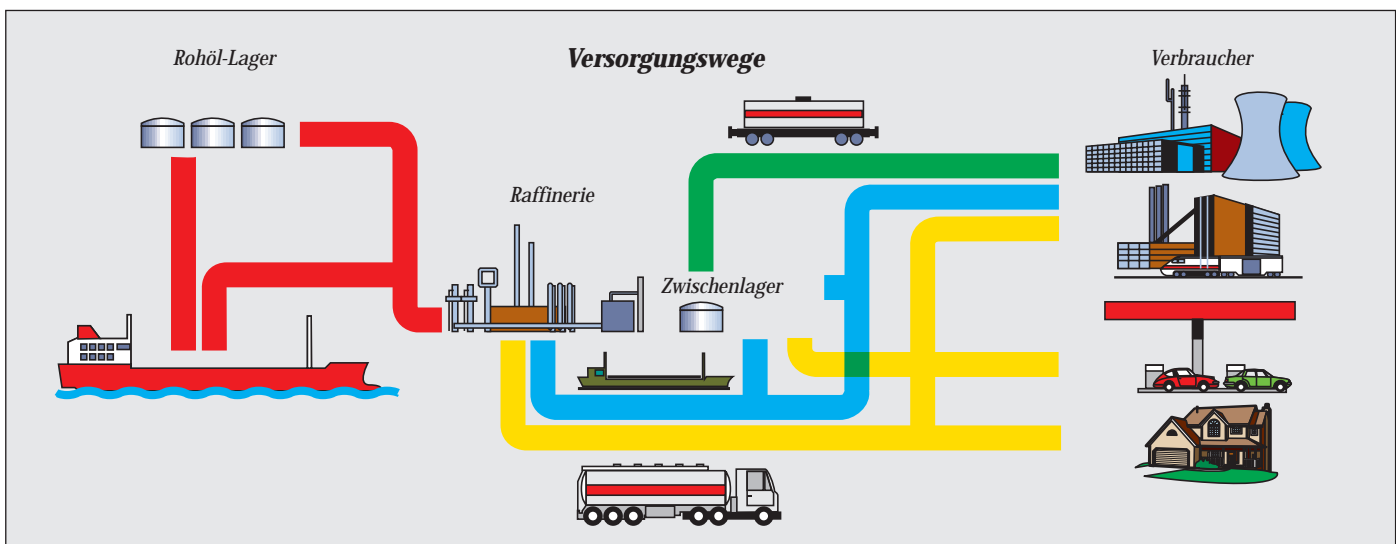 Rohöl-Lager
Versorgungswege
Verbraucher
Raffinerie
Zwischenlager